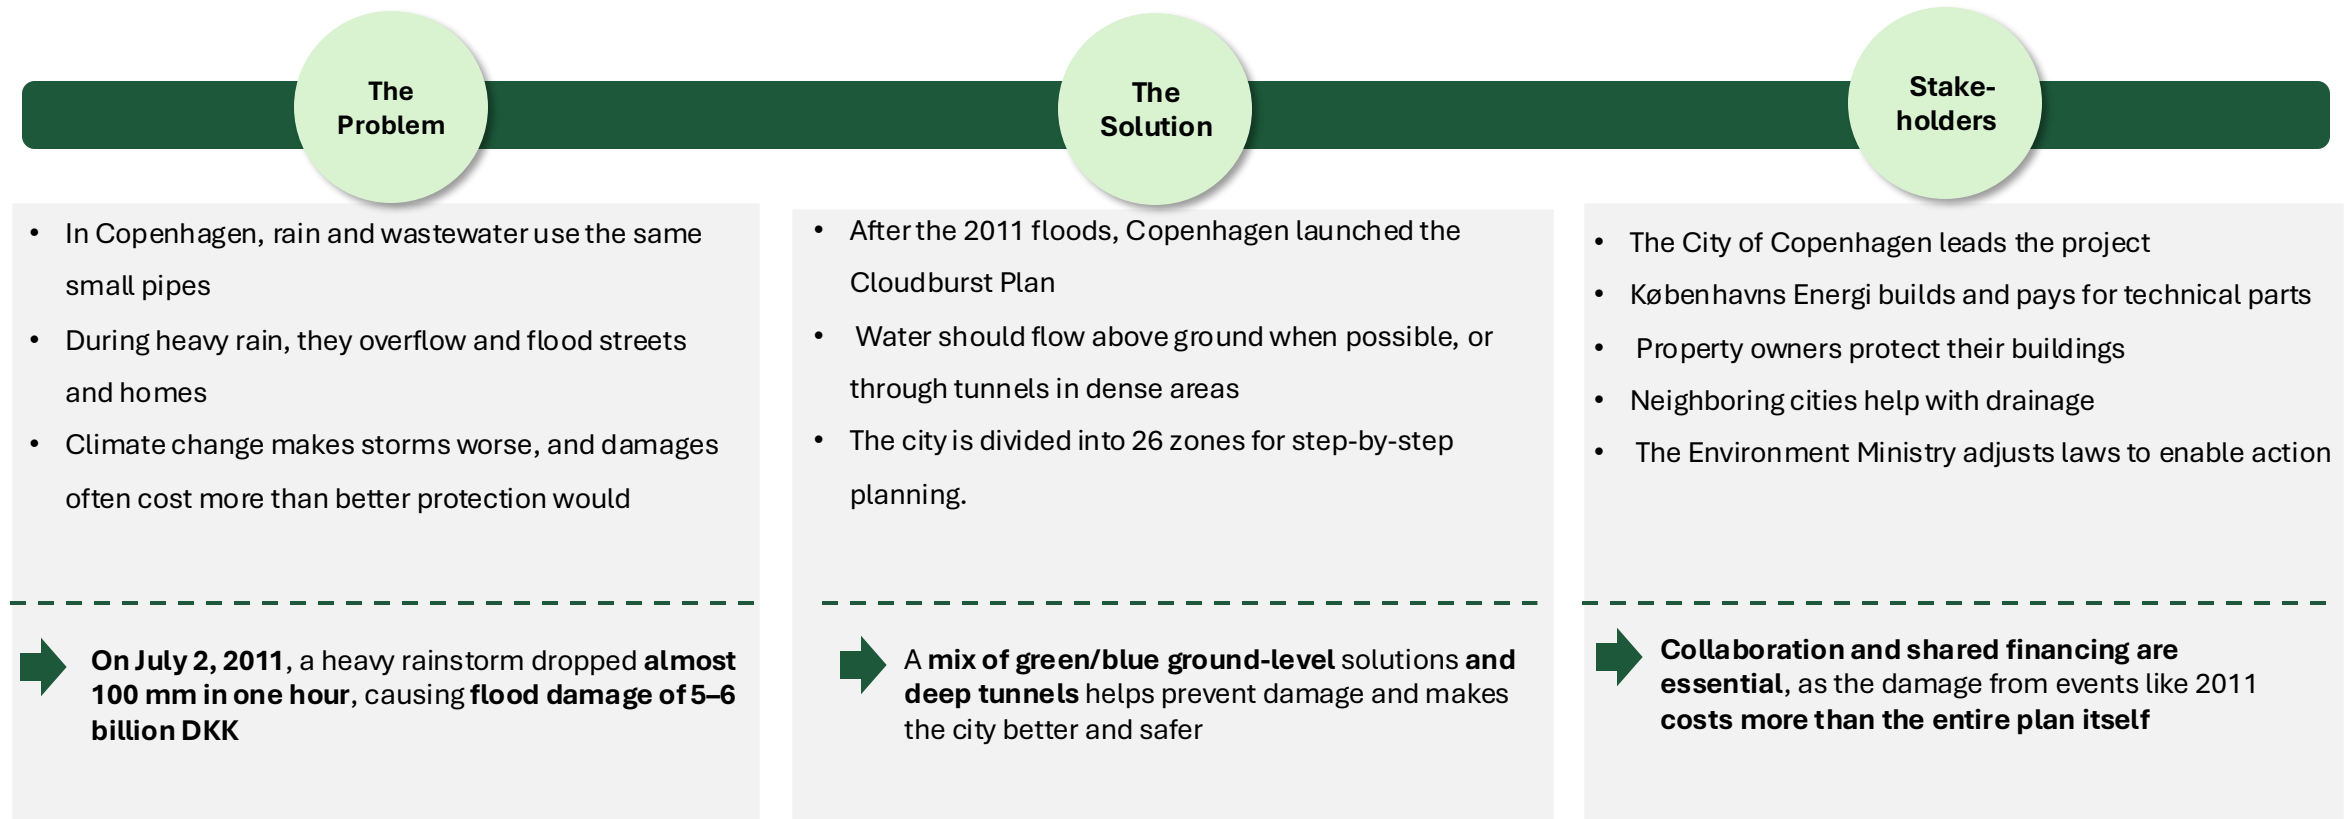 The
Problem
• In Copenhagen, rain and wastewater use the same
small pipes
• During heavy rain, they overflow and flood streets
and homes
• Climate change makes storms worse, and damages
often cost more than better protection would
On July 2, 2011, a heavy rainstorm dropped almost
100 mm in one hour, causing flood damage of 5–6
billion DKK
The
Solution
• After the 2011 floods, Copenhagen launched the
Cloudburst Plan
• Water should flow above ground when possible, or
through tunnels in dense areas
• The city is divided into 26 zones for step-by-step
planning.
A mix of green/blue ground-level solutions and
deep tunnels helps prevent damage and makes
the city better and safer
Stake-
holders
• The City of Copenhagen leads the project
• Københavns Energi builds and pays for technical parts
• Property owners protect their buildings
• Neighboring cities help with drainage
• The Environment Ministry adjusts laws to enable action
Collaboration and shared financing are
essential, as the damage from events like 2011
costs more than the entire plan itself